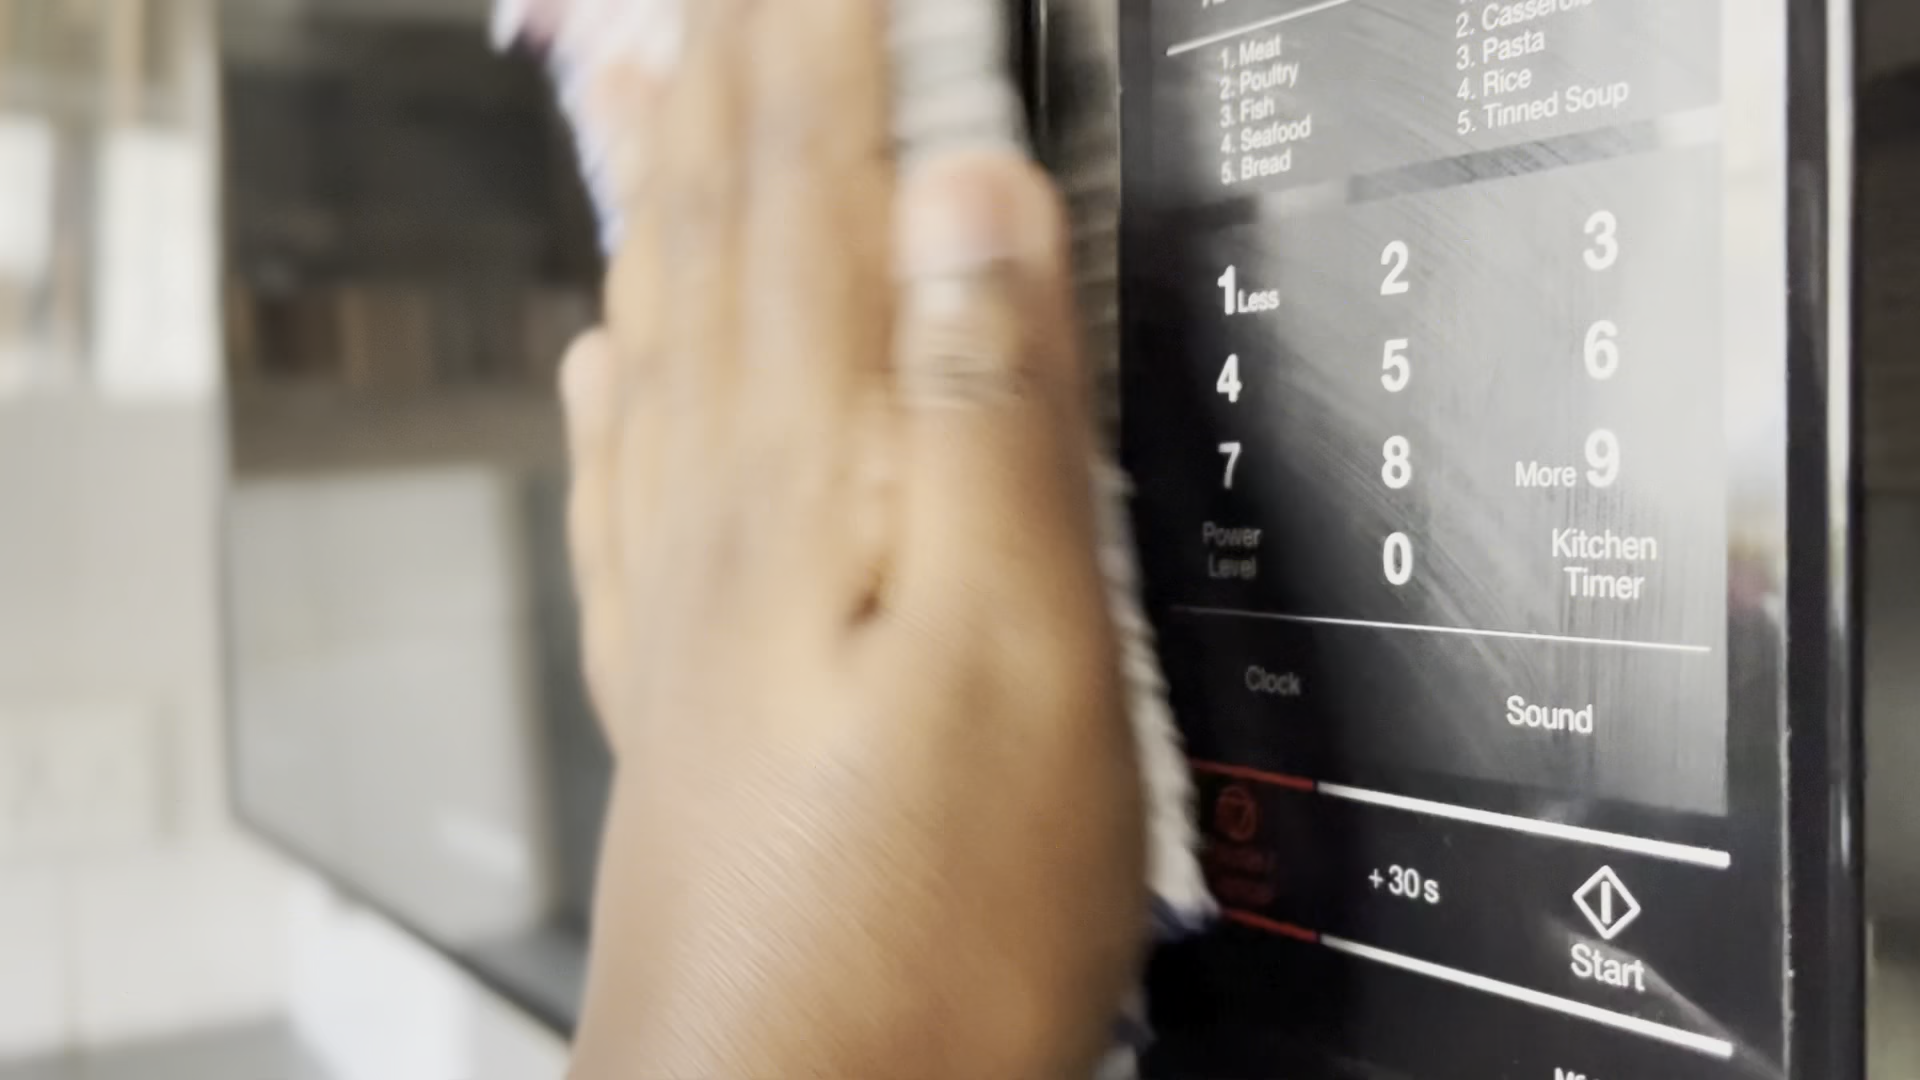 1. Meat
2. Poultry
3. Fish
4. Seafood
5. Bread
2. Casserole
3. Pasta
4. Rice
5. Tinned Soup
1 Less 2 3
4 5 6
7 8 More 9
Power Level 0 Kitchen Timer
Clock Sound
+30s Start